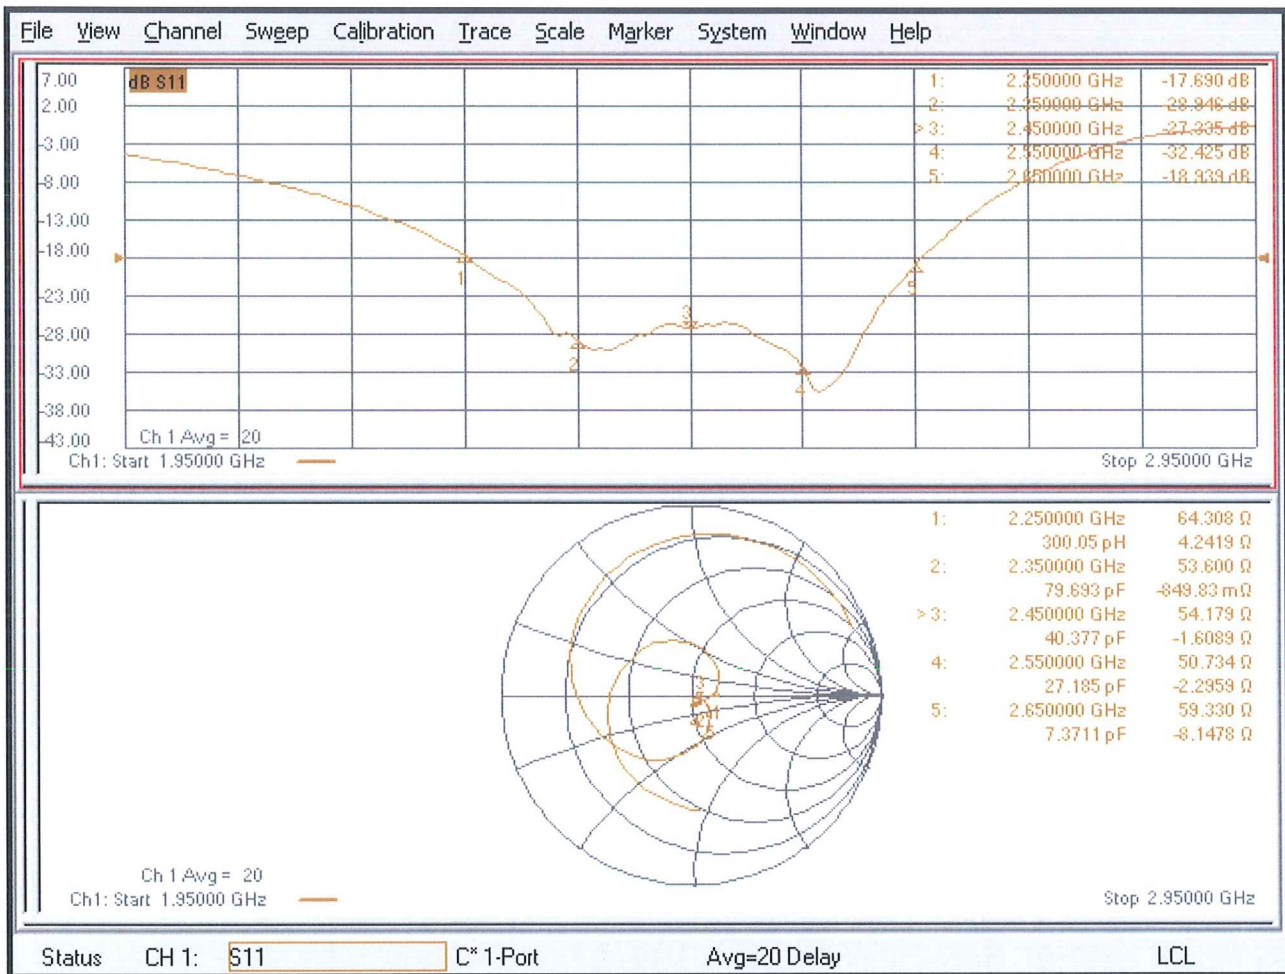 File View Channel Sweep Calibration Trace Scale Marker System Window Help
7.00
dB S11
1: 2.250000 GHz -17.690 dB
2.00
2: 2.350000 GHz -28.946 dB
> 3: 2.450000 GHz -27.335 dB
-3.00
4: 2.550000 GHz -32.425 dB
-8.00
5: 2.650000 GHz -18.939 dB
-13.00
-18.00
1
5
-23.00
3
-28.00
2
-33.00
4
-38.00
-43.00
Ch 1 Avg = 20
Ch1: Start 1.95000 GHz
Stop 2.95000 GHz
1: 2.250000 GHz 64.308 Ω
300.05 pH 4.2419 Ω
2: 2.350000 GHz 53.600 Ω
79.693 pF -849.83 mΩ
> 3: 2.450000 GHz 54.179 Ω
40.377 pF -1.6089 Ω
4: 2.550000 GHz 50.734 Ω
27.185 pF -2.2959 Ω
5: 2.650000 GHz 59.330 Ω
7.3711 pF -8.1478 Ω
Ch 1 Avg = 20
Ch1: Start 1.95000 GHz
Stop 2.95000 GHz
Status CH 1: S11 C* 1-Port Avg=20 Delay LCL